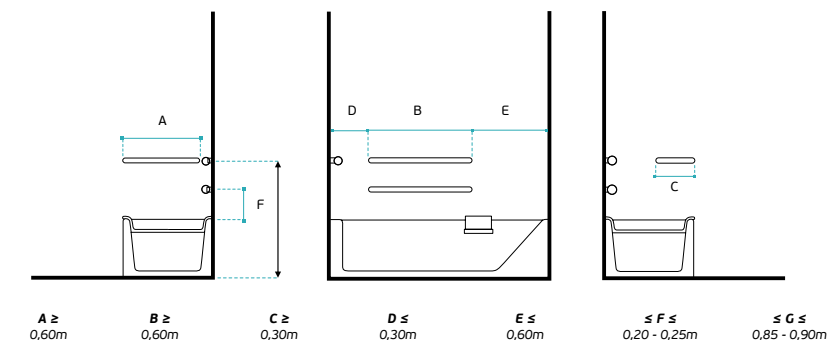 A
F
D B E
C
A ≥ B ≥ C ≥ D ≤ E ≤ ≤ F ≤ ≤ G ≤
0,60m 0,60m 0,30m 0,30m 0,60m 0,20 - 0,25m 0,85 - 0,90m